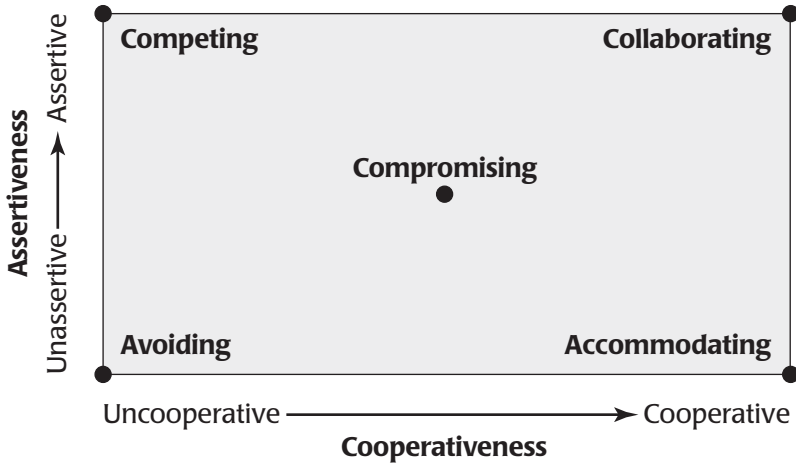 Competing
Collaborating
Compromising
Avoiding
Accommodating
Assertiveness
Unassertive
Assertive
Uncooperative
Cooperative
Cooperativeness